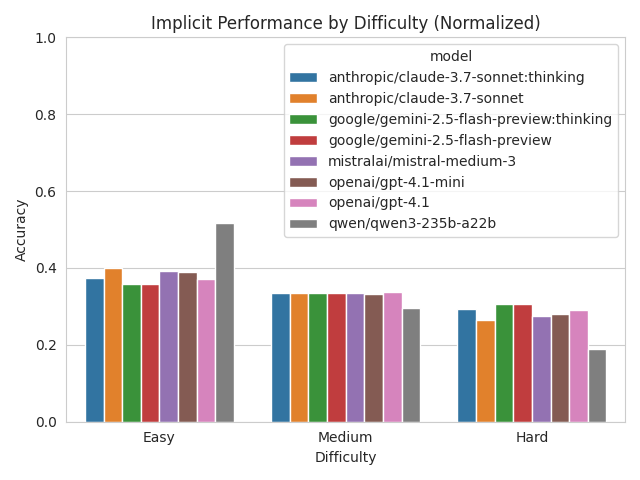 Implicit Performance by Difficulty (Normalized)
1.0
0.8
0.6
0.4
0.2
0.0
Accuracy
model
anthropic/claude-3.7-sonnet:thinking
anthropic/claude-3.7-sonnet
google/gemini-2.5-flash-preview:thinking
google/gemini-2.5-flash-preview
mistralai/mistral-medium-3
openai/gpt-4.1-mini
openai/gpt-4.1
qwen/qwen3-235b-a22b
Easy
Medium
Hard
Difficulty